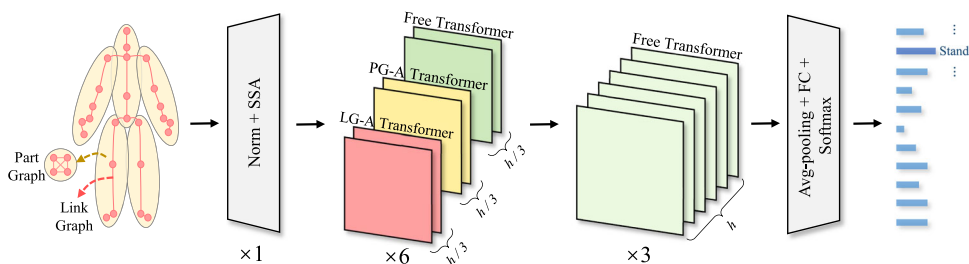 Part
Graph
Link
Graph
Norm + SSA
×1
Free Transformer
PG-A Transformer
LG-A Transformer
h / 3
h / 3
h / 3
×6
Free Transformer
h
×3
Avg-pooling + FC +
Softmax
...
Stand
...